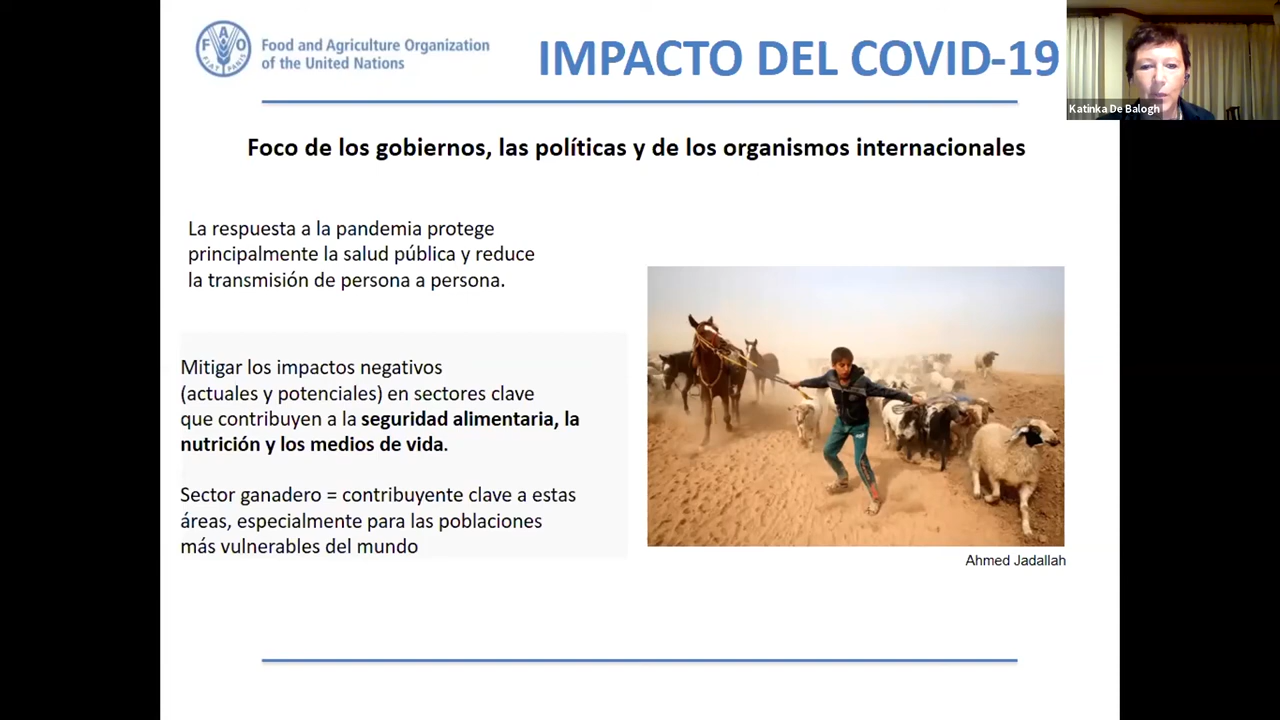 Food and Agriculture Organization
of the United Nations
FAO
FIAT PANIS
IMPACTO DEL COVID-19
Katinka De Balogh
Foco de los gobiernos, las políticas y de los organismos internacionales
La respuesta a la pandemia protege
principalmente la salud pública y reduce
la transmisión de persona a persona.
Mitigar los impactos negativos
(actuales y potenciales) en sectores clave
que contribuyen a la seguridad alimentaria, la
nutrición y los medios de vida.
Sector ganadero = contribuyente clave a estas
áreas, especialmente para las poblaciones
más vulnerables del mundo
Ahmed Jadallah